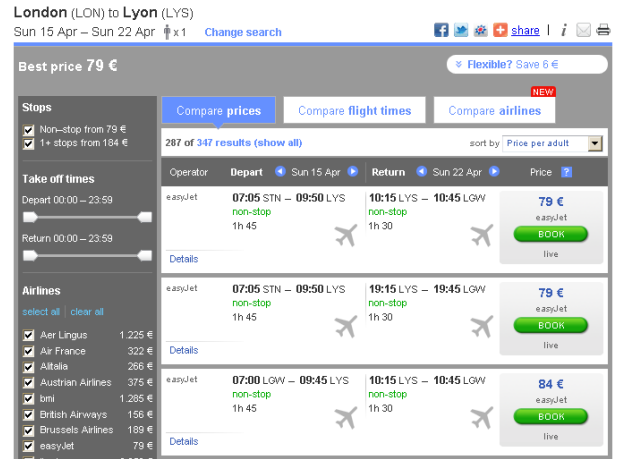 London (LON) to Lyon (LYS)
Sun 15 Apr – Sun 22 Apr x 1 Change search
share | i
Best price 79 €
Flexible? Save 6 €
NEW
Stops
Non–stop from 79 €
1+ stops from 184 €
Take off times
Depart 00:00 – 23:59
Return 00:00 – 23:59
Airlines
select all | clear all
Aer Lingus 1.225 €
Air France 322 €
Alitalia 266 €
Austrian Airlines 375 €
bmi 1.285 €
British Airways 156 €
Brussels Airlines 189 €
easyJet 79 €
Compare prices Compare flight times Compare airlines
287 of 347 results (show all) sort by Price per adult
Operator Depart Sun 15 Apr Return Sun 22 Apr Price ?
easyJet 07:05 STN – 09:50 LYS 10:15 LYS – 10:45 LGW 79 €
non-stop non-stop easyJet
1h 45 1h 30 BOOK
Details live
easyJet 07:05 STN – 09:50 LYS 19:15 LYS – 19:45 LGW 79 €
non-stop non-stop easyJet
1h 45 1h 30 BOOK
Details live
easyJet 07:00 LGW – 09:45 LYS 10:15 LYS – 10:45 LGW 84 €
non-stop non-stop easyJet
1h 45 1h 30 BOOK
Details live